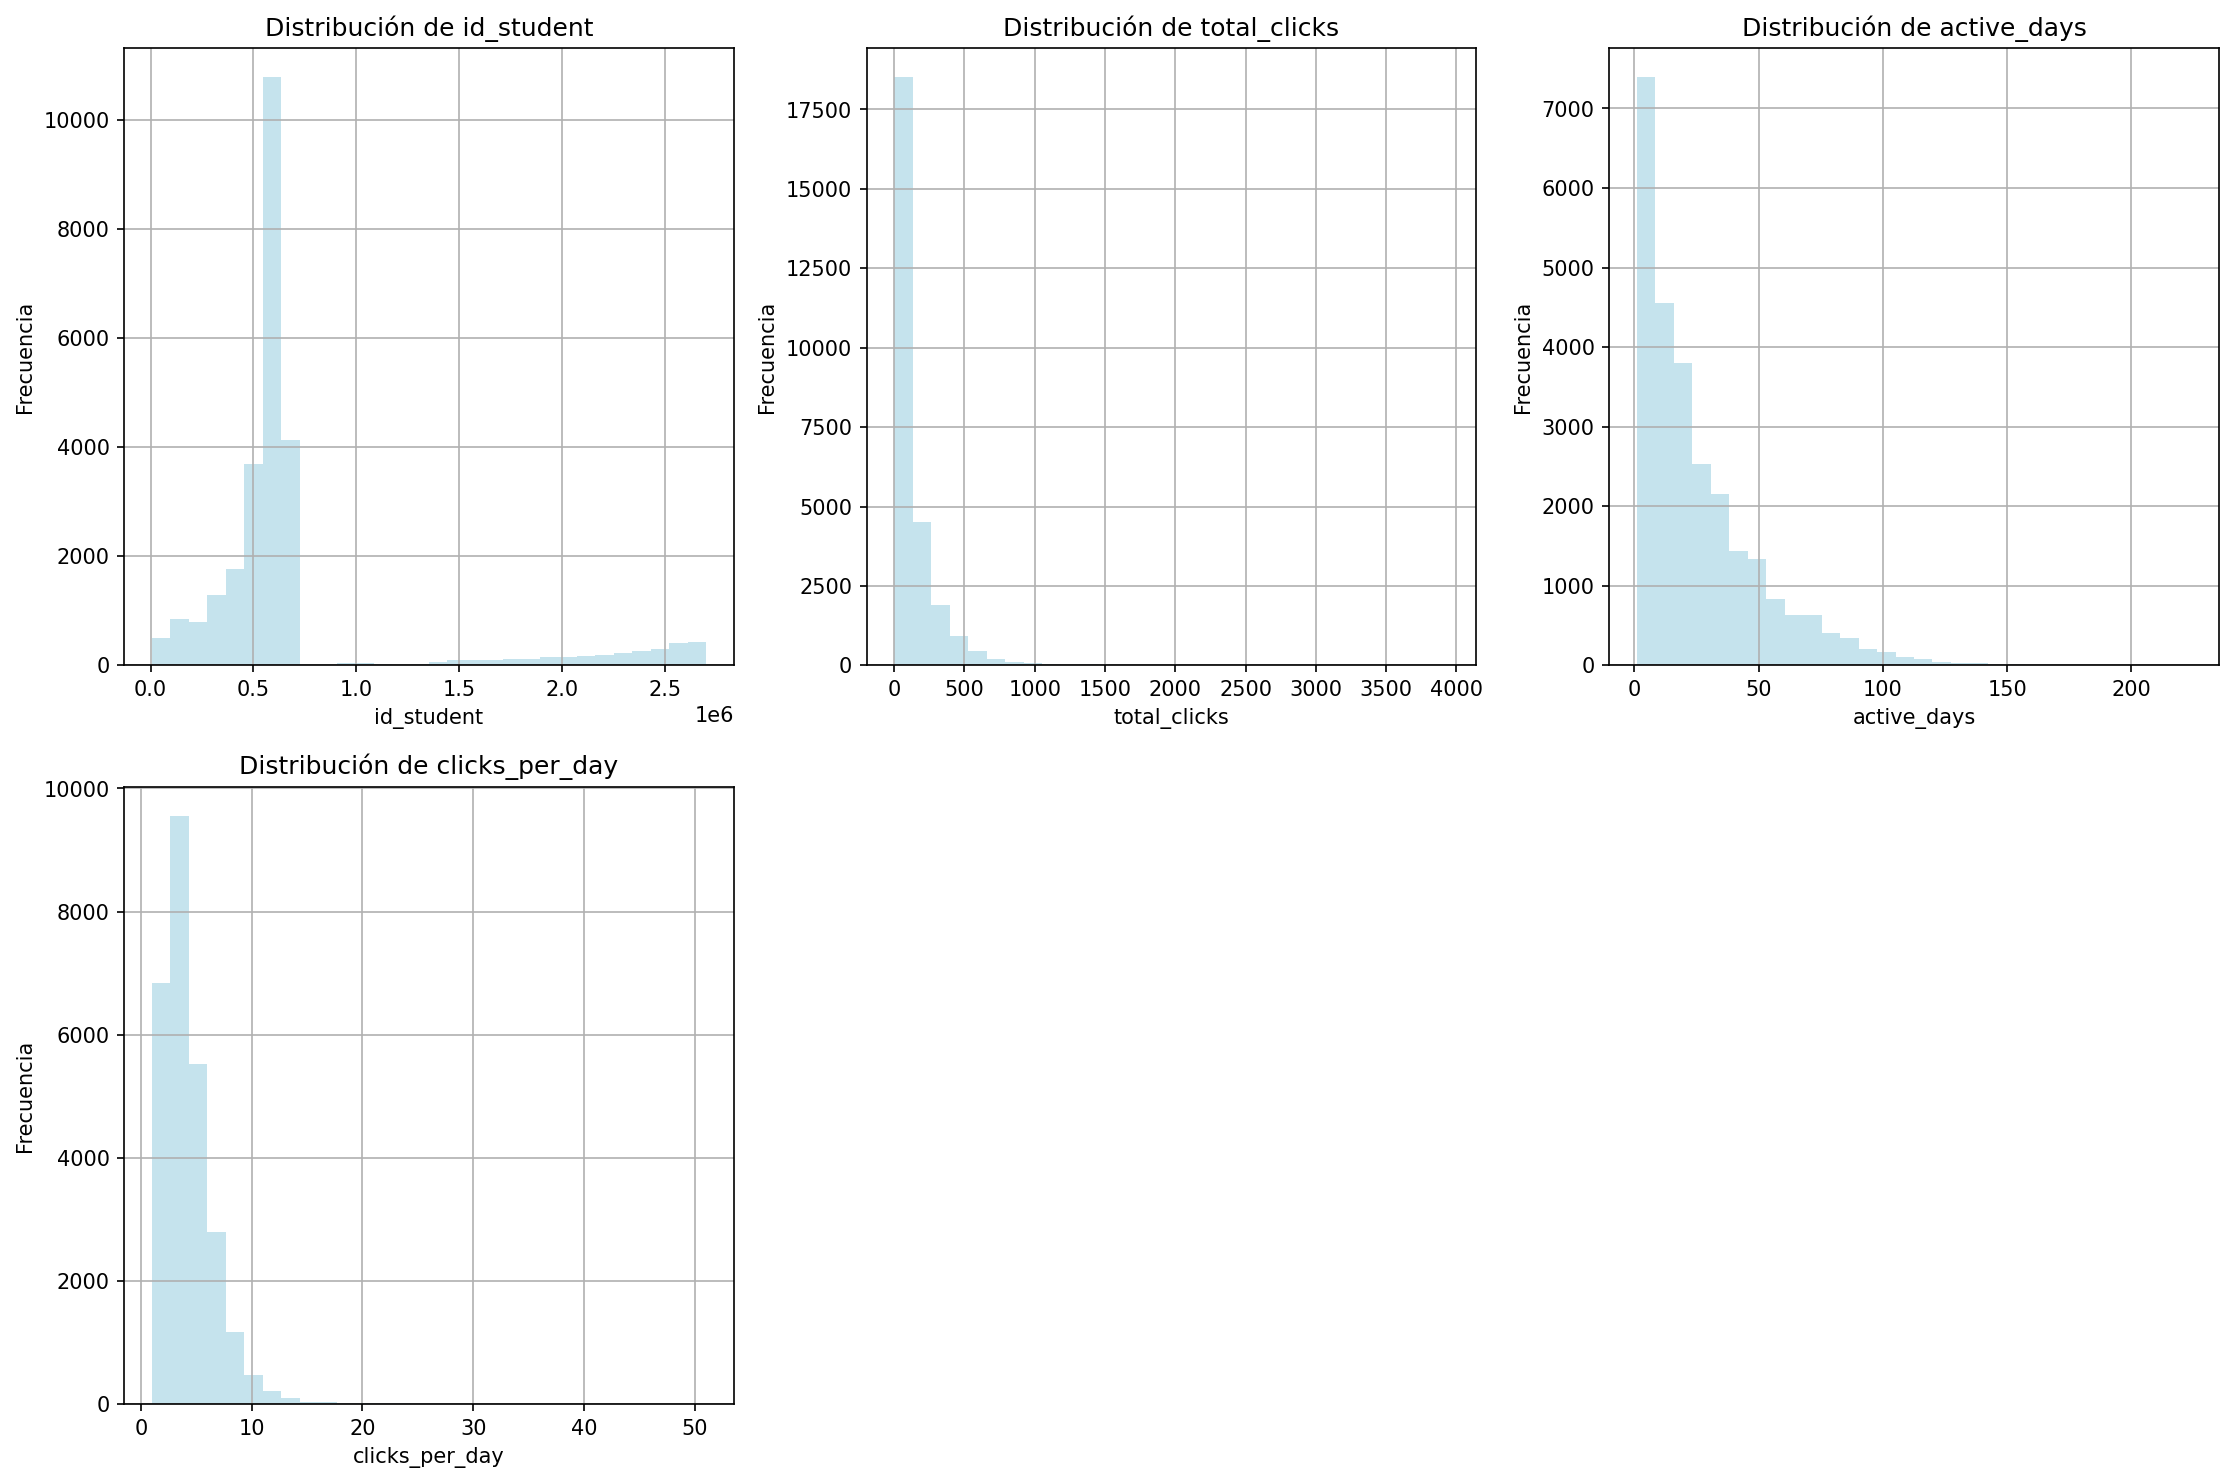 Distribución de id_student
Frecuencia
10000
8000
6000
4000
2000
0
0.0 0.5 1.0 1.5 2.0 2.5
1e6
id_student
Distribución de total_clicks
Frecuencia
17500
15000
12500
10000
7500
5000
2500
0
0 500 1000 1500 2000 2500 3000 3500 4000
total_clicks
Distribución de active_days
Frecuencia
7000
6000
5000
4000
3000
2000
1000
0
0 50 100 150 200
active_days
Distribución de clicks_per_day
Frecuencia
10000
8000
6000
4000
2000
0
0 10 20 30 40 50
clicks_per_day